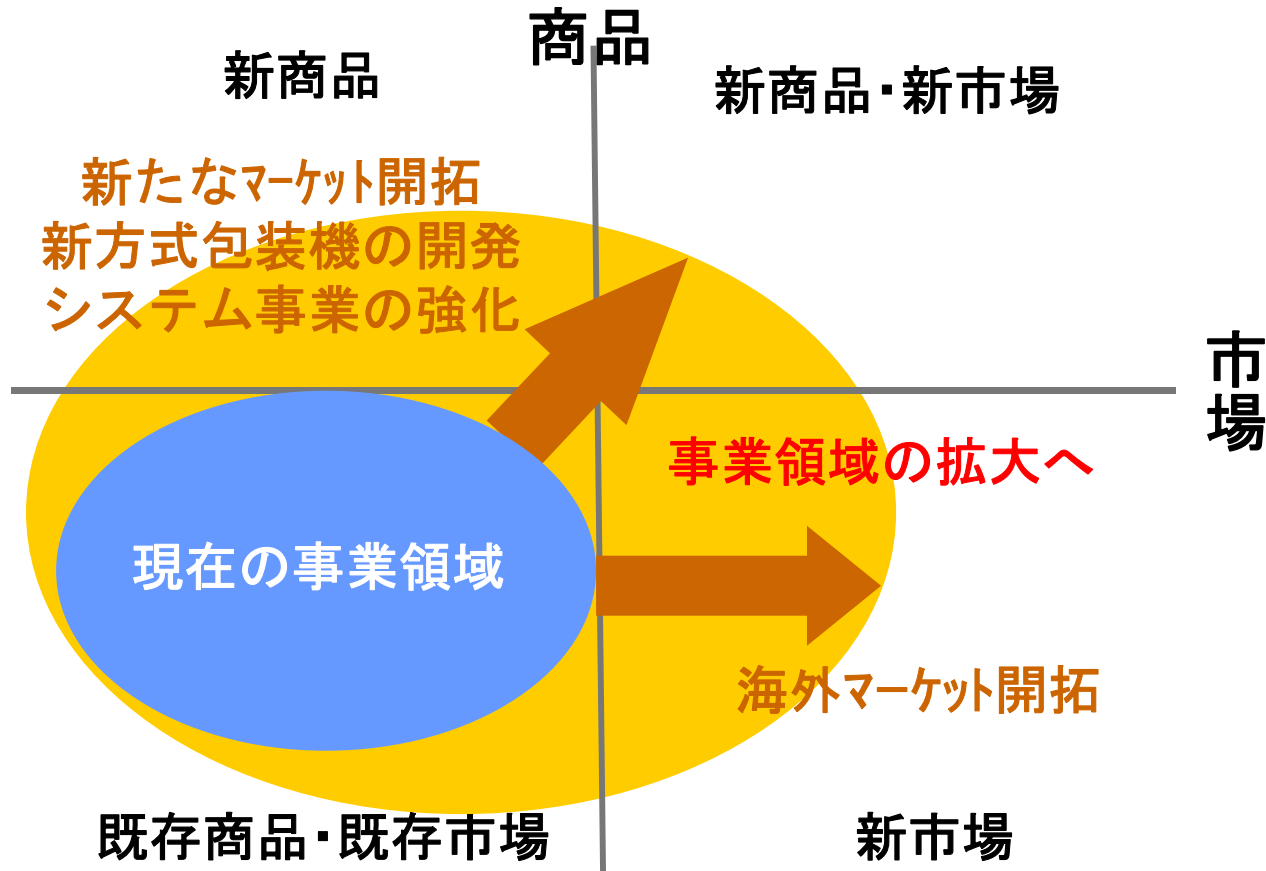 商品
新商品
新商品・新市場
新たなマーケット開拓
新方式包装機の開発
システム事業の強化
市場
事業領域の拡大へ
現在の事業領域
海外マーケット開拓
既存商品・既存市場
新市場